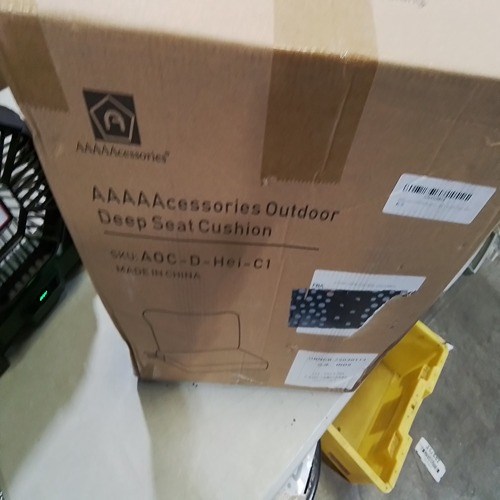 AAAAAcessories®
AAAAAcessories Outdoor
Deep Seat Cushion
SKU: AOC-D-Hei-C1
MADE IN CHINA